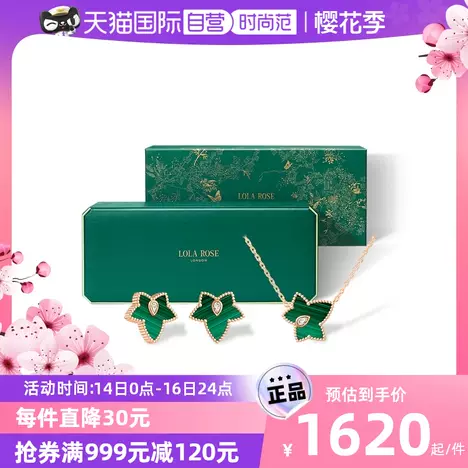 天猫国际 自营 时尚范 樱花季
LOLA ROSE
LOLA ROSE
LONDON
活动时间:14日0点-16日24点
正品
预估到手价
每件直降30元
抢券满999元减120元
¥1620起/件